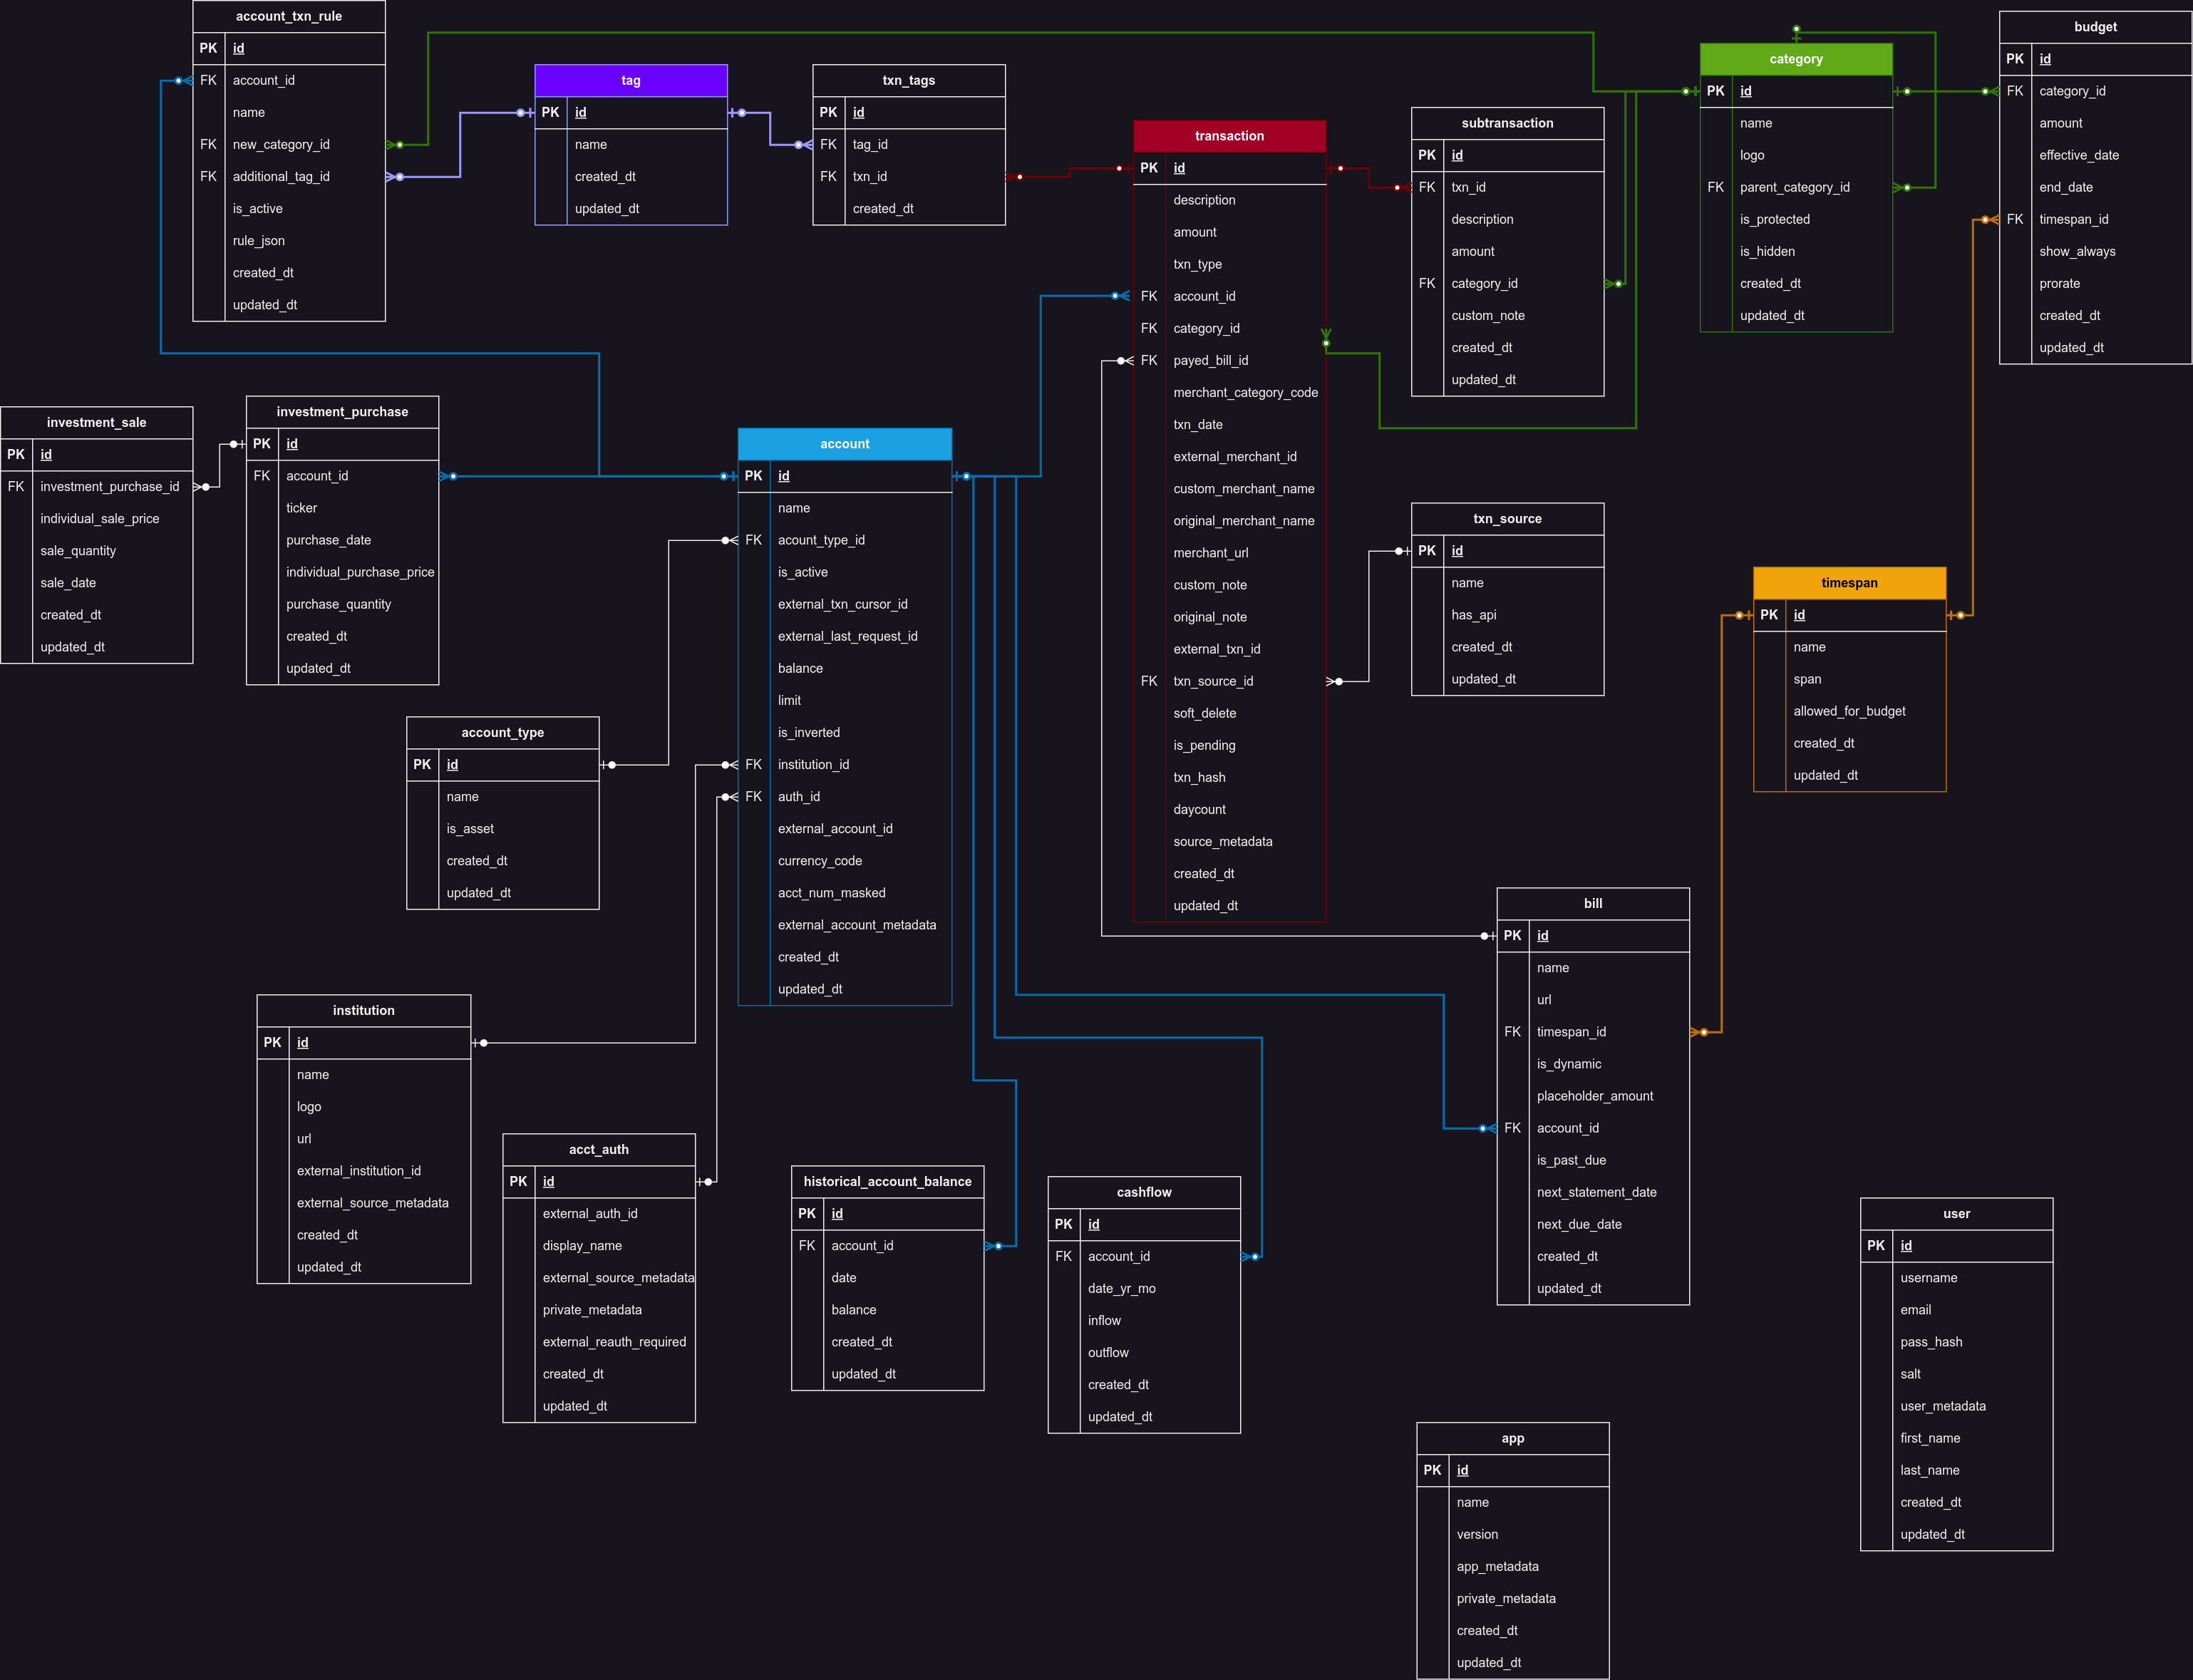 account_txn_rule
PK id
FK account_id
name
FK new_category_id
FK additional_tag_id
is_active
rule_json
created_dt
updated_dt
tag
PK id
name
created_dt
updated_dt
txn_tags
PK id
FK tag_id
FK txn_id
created_dt
transaction
PK id
description
amount
txn_type
FK account_id
FK category_id
FK payed_bill_id
merchant_category_code
txn_date
external_merchant_id
custom_merchant_name
original_merchant_name
merchant_url
custom_note
original_note
external_txn_id
FK txn_source_id
soft_delete
is_pending
txn_hash
daycount
source_metadata
created_dt
updated_dt
subtransaction
PK id
FK txn_id
description
amount
FK category_id
custom_note
created_dt
updated_dt
category
PK id
name
logo
FK parent_category_id
is_protected
is_hidden
created_dt
updated_dt
budget
PK id
FK category_id
amount
effective_date
end_date
FK timespan_id
show_always
prorate
created_dt
updated_dt
investment_sale
PK id
FK investment_purchase_id
individual_sale_price
sale_quantity
sale_date
created_dt
updated_dt
investment_purchase
PK id
FK account_id
ticker
purchase_date
individual_purchase_price
purchase_quantity
created_dt
updated_dt
account
PK id
name
FK acount_type_id
is_active
external_txn_cursor_id
external_last_request_id
balance
limit
is_inverted
FK institution_id
FK auth_id
external_account_id
currency_code
acct_num_masked
external_account_metadata
created_dt
updated_dt
txn_source
PK id
name
has_api
created_dt
updated_dt
timespan
PK id
name
span
allowed_for_budget
created_dt
updated_dt
account_type
PK id
name
is_asset
created_dt
updated_dt
bill
PK id
name
url
FK timespan_id
is_dynamic
placeholder_amount
FK account_id
is_past_due
next_statement_date
next_due_date
created_dt
updated_dt
institution
PK id
name
logo
url
external_institution_id
external_source_metadata
created_dt
updated_dt
acct_auth
PK id
external_auth_id
display_name
external_source_metadata
private_metadata
external_reauth_required
created_dt
updated_dt
historical_account_balance
PK id
FK account_id
date
balance
created_dt
updated_dt
cashflow
PK id
FK account_id
date_yr_mo
inflow
outflow
created_dt
updated_dt
user
PK id
username
email
pass_hash
salt
user_metadata
first_name
last_name
created_dt
updated_dt
app
PK id
name
version
app_metadata
private_metadata
created_dt
updated_dt